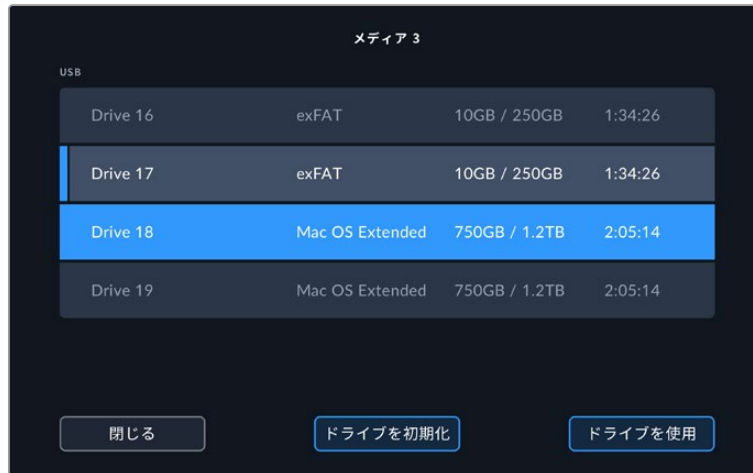 メディア 3
USB
Drive 16 exFAT 10GB / 250GB 1:34:26
Drive 17 exFAT 10GB / 250GB 1:34:26
Drive 18 Mac OS Extended 750GB / 1.2TB 2:05:14
Drive 19 Mac OS Extended 750GB / 1.2TB 2:05:14
閉じる ドライブを初期化 ドライブを使用